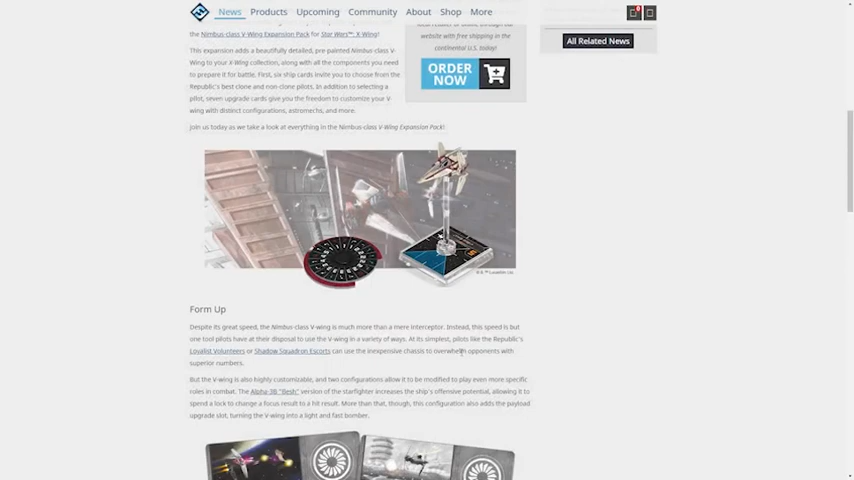 News Products Upcoming Community About Shop More
the Nimbus-class V-Wing Expansion Pack for Star Wars™: X-Wing!
This expansion adds a beautifully detailed, pre-painted Nimbus-class V-
Wing to your X-Wing collection, along with all the components you need
to prepare it for battle. First, six ship cards invite you to choose from the
Republic's best clone and non-clone pilots. In addition to selecting a
pilot, seven upgrade cards give you the freedom to customize your V-
wing with distinct configurations, astromechs, and more.
Join us today as we take a look at everything in the Nimbus-class V-Wing Expansion Pack!
website with free shipping in the
continental U.S. today!
ORDER
NOW
All Related News
Form Up
Despite its great speed, the Nimbus-class V-wing is much more than a mere interceptor. Instead, this speed is but
one tool pilots have at their disposal to use the V-wing in a variety of ways. At its simplest, pilots like the Republic's
Loyalist Volunteers or Shadow Squadron Escorts can use the inexpensive chassis to overwhelm opponents with
superior numbers.
But the V-wing is also highly customizable, and two configurations allow it to be modified to play even more specific
roles in combat. The Alpha-3B "Besh" version of the starfighter increases the ship's offensive potential, allowing it to
spend a lock to change a focus result to a hit result. More than that, though, this configuration also adds the payload
upgrade slot, turning the V-wing into a light and fast bomber.